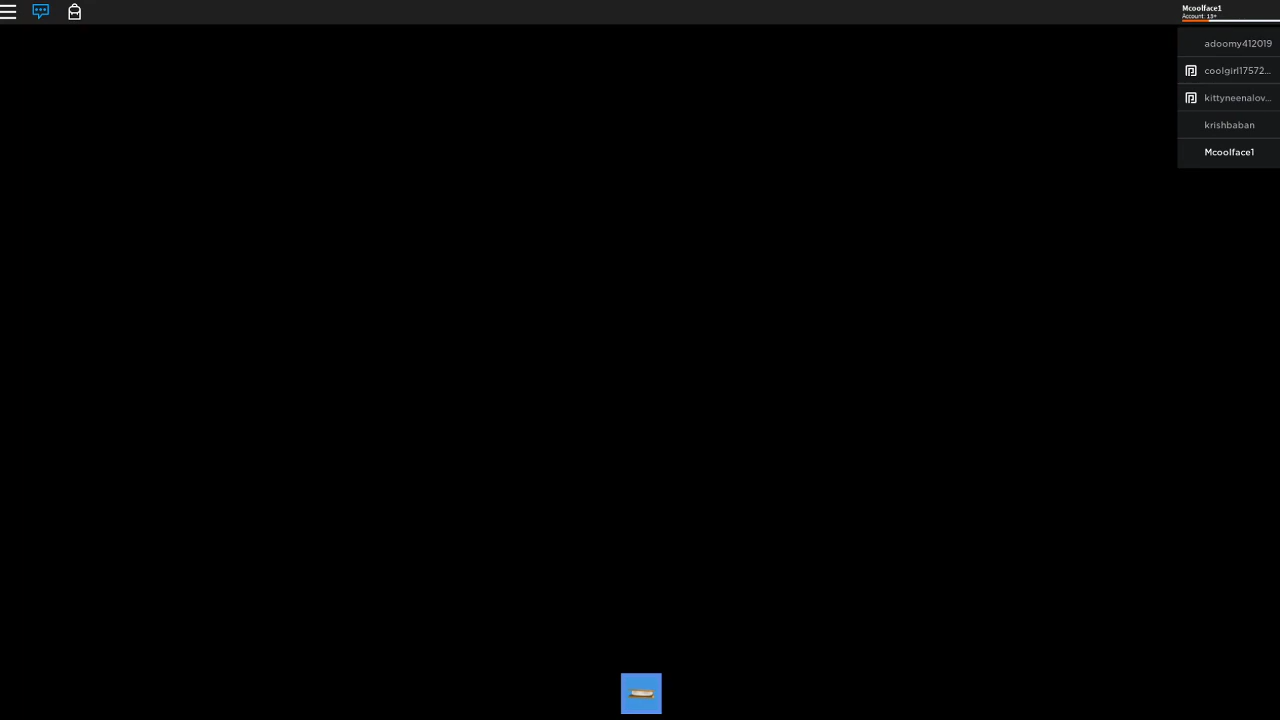 Mcoolface1
Account: 13+
adoomy412019
coolgirl17572...
kittyneenalov...
krishbaban
Mcoolface1